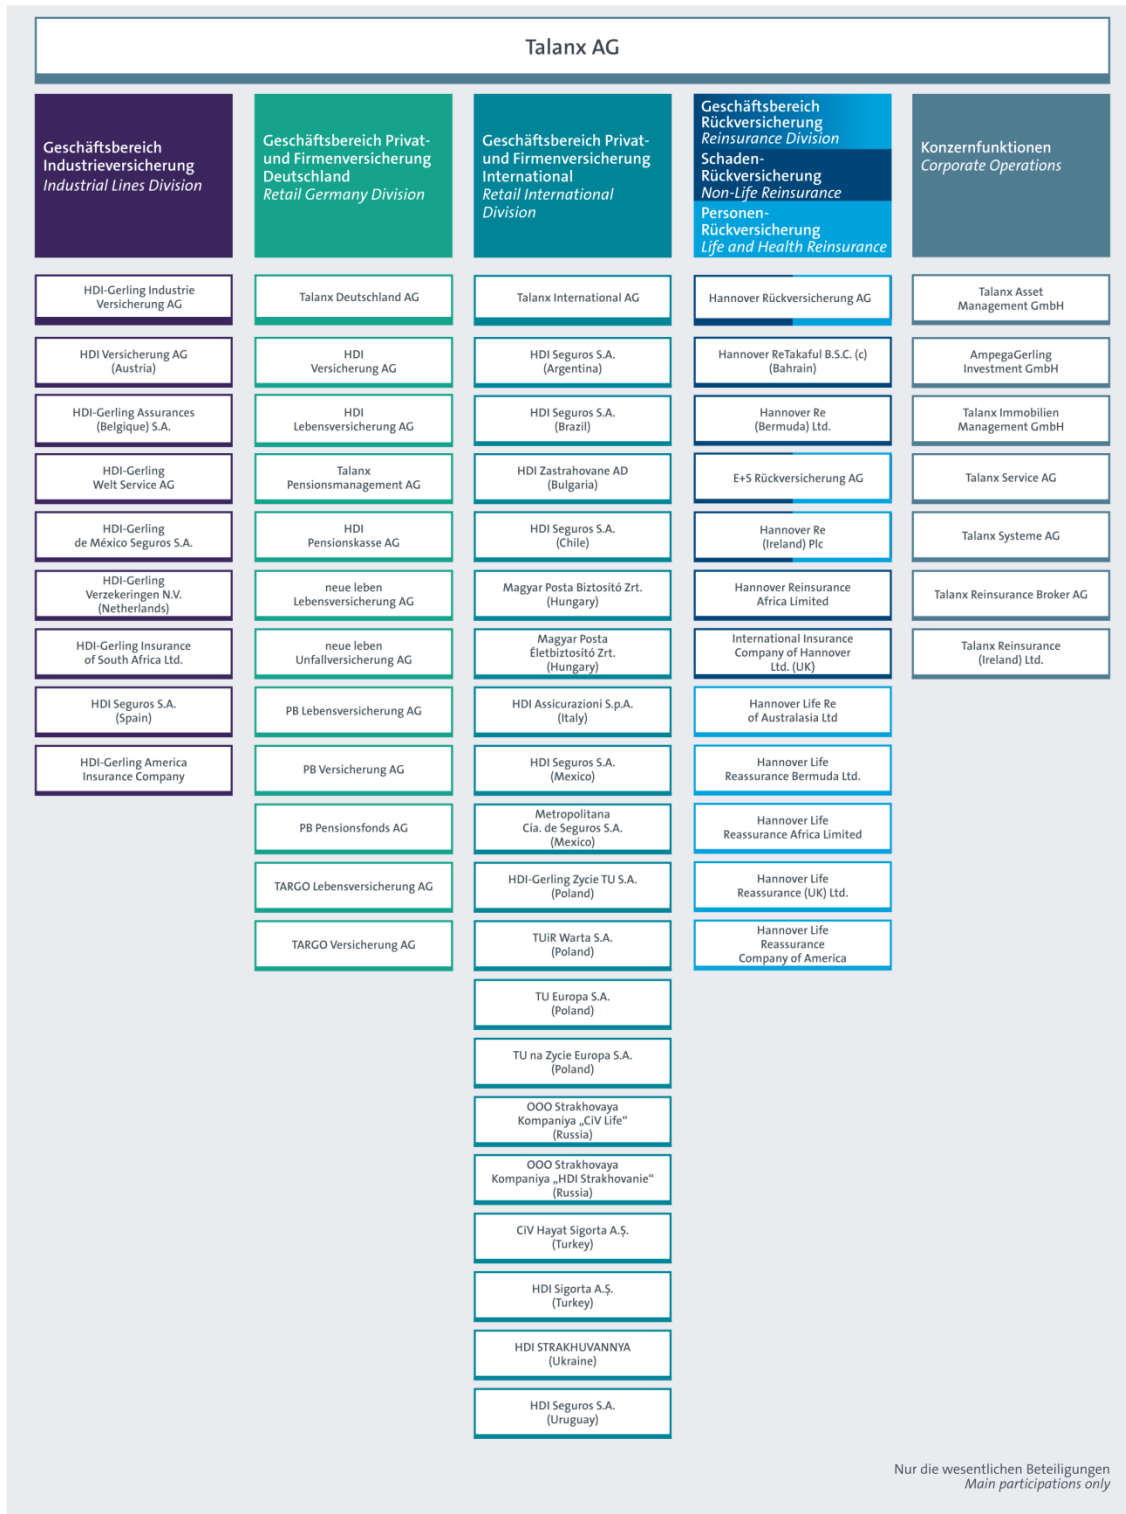 Talanx AG
Geschäftsbereich
Industrieversicherung
Industrial Lines Division
HDI-Gerling Industrie
Versicherung AG
HDI Versicherung AG
(Austria)
HDI-Gerling Assurances
(Belgique) S.A.
HDI-Gerling
Welt Service AG
HDI-Gerling
de México Seguros S.A.
HDI-Gerling
Verzekeringen N.V.
(Netherlands)
HDI-Gerling Insurance
of South Africa Ltd.
HDI Seguros S.A.
(Spain)
HDI-Gerling America
Insurance Company
Geschäftsbereich Privat-
und Firmenversicherung
Deutschland
Retail Germany Division
Talanx Deutschland AG
HDI
Versicherung AG
HDI
Lebensversicherung AG
Talanx
Pensionsmanagement AG
HDI
Pensionskasse AG
neue leben
Lebensversicherung AG
neue leben
Unfallversicherung AG
PB Lebensversicherung AG
PB Versicherung AG
PB Pensionsfonds AG
TARGO Lebensversicherung AG
TARGO Versicherung AG
Geschäftsbereich Privat-
und Firmenversicherung
International
Retail International
Division
Talanx International AG
HDI Seguros S.A.
(Argentina)
HDI Seguros S.A.
(Brazil)
HDI Zastrahovane AD
(Bulgaria)
HDI Seguros S.A.
(Chile)
Magyar Posta Biztosító Zrt.
(Hungary)
Magyar Posta
Életbiztosító Zrt.
(Hungary)
HDI Assicurazioni S.p.A.
(Italy)
HDI Seguros S.A.
(Mexico)
Metropolitana
Cía. de Seguros S.A.
(Mexico)
HDI-Gerling Zycie TU S.A.
(Poland)
TUiR Warta S.A.
(Poland)
TU Europa S.A.
(Poland)
TU na Zycie Europa S.A.
(Poland)
OOO Strakhovaya
Kompaniya „CiV Life“
(Russia)
OOO Strakhovaya
Kompaniya „HDI Strakhovanie“
(Russia)
CiV Hayat Sigorta A.Ş.
(Turkey)
HDI Sigorta A.Ş.
(Turkey)
HDI STRAKHUVANNYA
(Ukraine)
HDI Seguros S.A.
(Uruguay)
Geschäftsbereich
Rückversicherung
Reinsurance Division
Schaden-
Rückversicherung
Non-Life Reinsurance
Personen-
Rückversicherung
Life and Health Reinsurance
Hannover Rückversicherung AG
Hannover ReTakaful B.S.C. (c)
(Bahrain)
Hannover Re
(Bermuda) Ltd.
E+S Rückversicherung AG
Hannover Re
(Ireland) Plc
Hannover Reinsurance
Africa Limited
International Insurance
Company of Hannover
Ltd. (UK)
Hannover Life Re
of Australasia Ltd
Hannover Life
Reassurance Bermuda Ltd.
Hannover Life
Reassurance Africa Limited
Hannover Life
Reassurance (UK) Ltd.
Hannover Life
Reassurance
Company of America
Konzernfunktionen
Corporate Operations
Talanx Asset
Management GmbH
AmpegaGerling
Investment GmbH
Talanx Immobilien
Management GmbH
Talanx Service AG
Talanx Systeme AG
Talanx Reinsurance Broker AG
Talanx Reinsurance
(Ireland) Ltd.
Nur die wesentlichen Beteiligungen
Main participations only